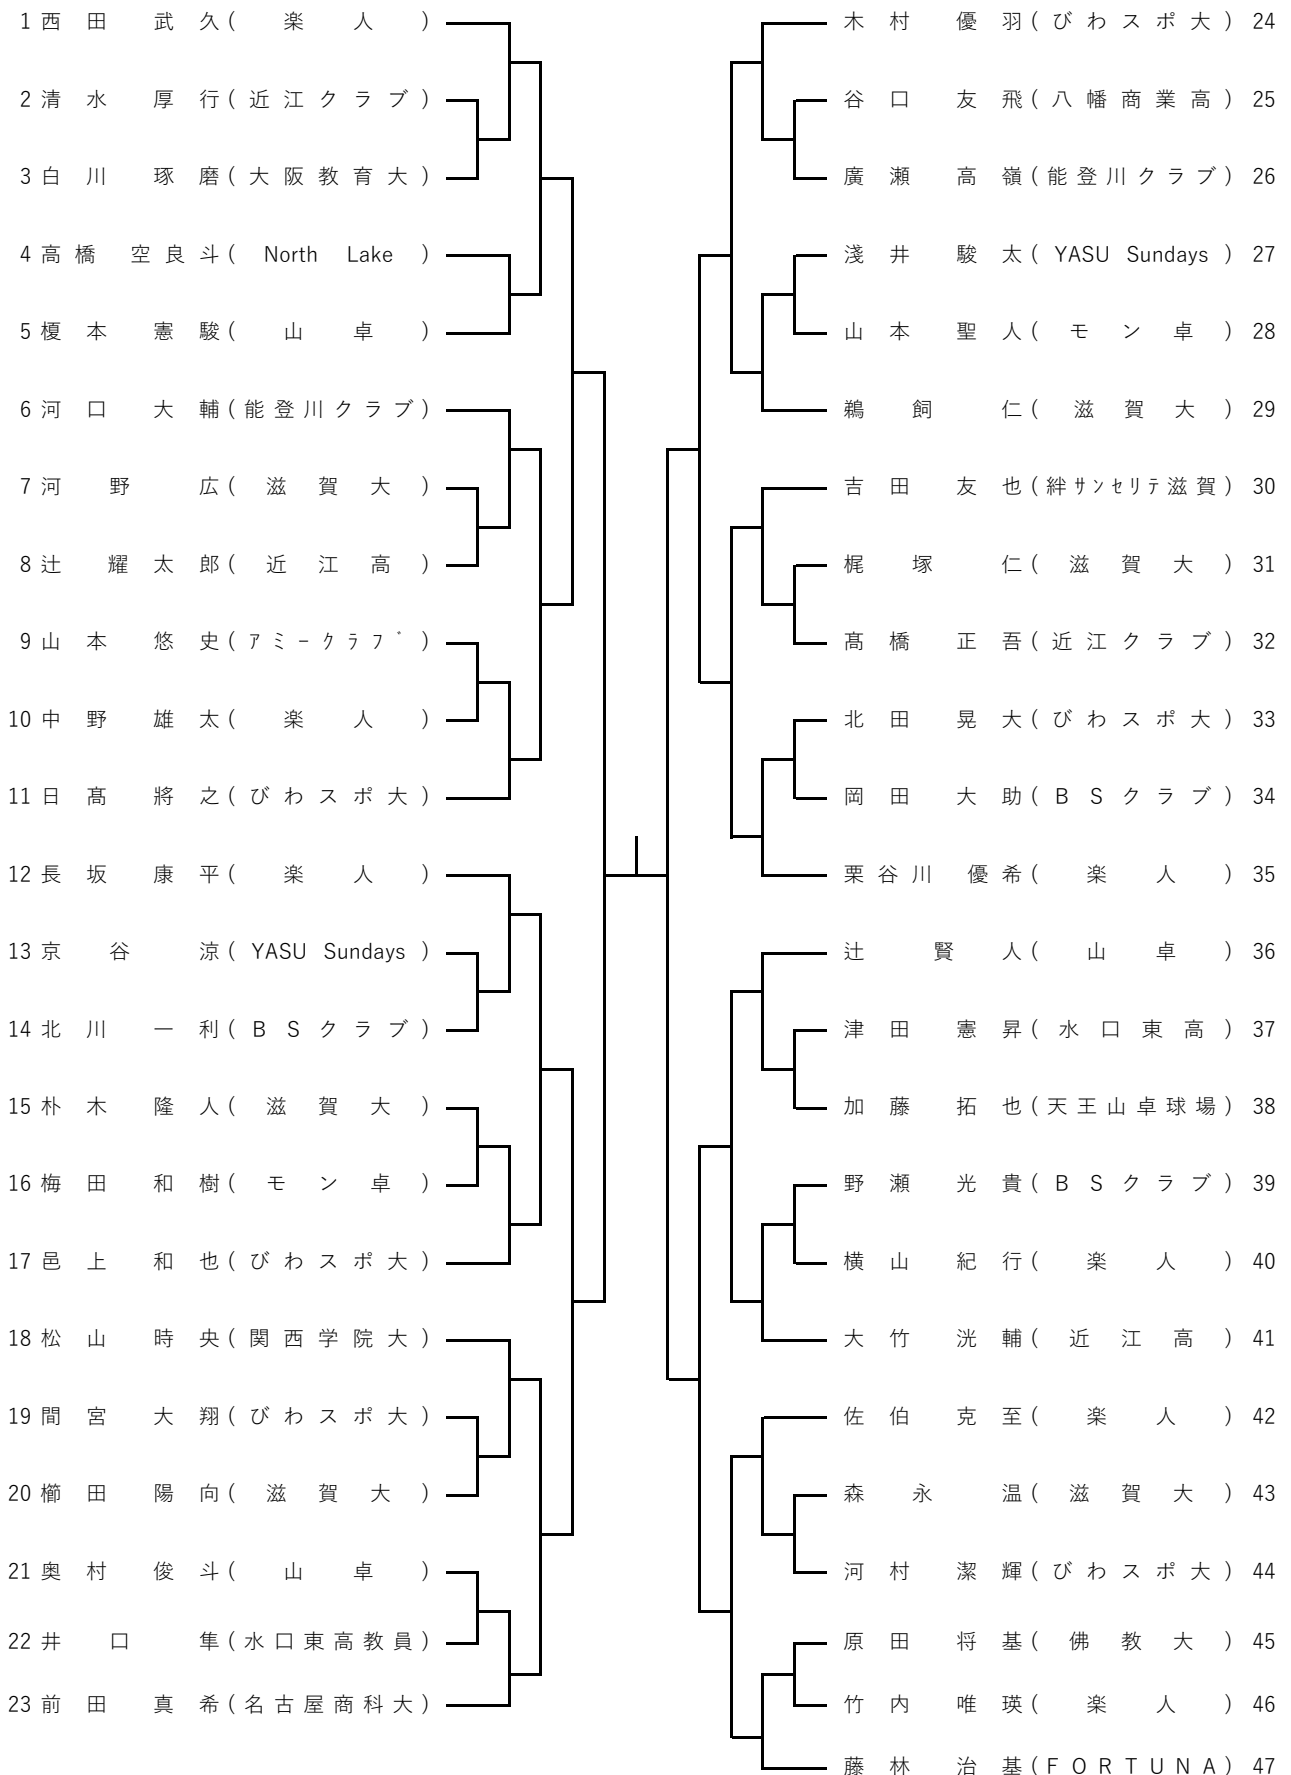 1 西田 武久(楽人)
2 清水 厚行(近江クラブ)
3 白川 琢磨(大阪教育大)
4 高橋 空良斗(North Lake)
5 榎本 憲駿(山卓)
6 河口 大輔(能登川クラブ)
7 河野 広(滋賀大)
8 辻 耀太郎(近江高)
9 山本 悠史(ｱﾐｰｸﾗﾌﾞ)
10 中野 雄太(楽人)
11 日髙 將之(びわスポ大)
12 長坂 康平(楽人)
13 京谷 涼(YASU Sundays)
14 北川 一利(BSクラブ)
15 朴木 隆人(滋賀大)
16 梅田 和樹(モン卓)
17 邑上 和也(びわスポ大)
18 松山 時央(関西学院大)
19 間宮 大翔(びわスポ大)
20 櫛田 陽向(滋賀大)
21 奥村 俊斗(山卓)
22 井口 隼(水口東高教員)
23 前田 真希(名古屋商科大)
木村 優羽(びわスポ大) 24
谷口 友飛(八幡商業高) 25
廣瀬 高嶺(能登川クラブ) 26
淺井 駿太(YASU Sundays) 27
山本 聖人(モン卓) 28
鵜飼 仁(滋賀大) 29
吉田 友也(絆ｻﾝｾﾘﾃ滋賀) 30
梶塚 仁(滋賀大) 31
髙橋 正吾(近江クラブ) 32
北田 晃大(びわスポ大) 33
岡田 大助(BSクラブ) 34
栗谷川 優希(楽人) 35
辻 賢人(山卓) 36
津田 憲昇(水口東高) 37
加藤 拓也(天王山卓球場) 38
野瀬 光貴(BSクラブ) 39
横山 紀行(楽人) 40
大竹 洸輔(近江高) 41
佐伯 克至(楽人) 42
森永 温(滋賀大) 43
河村 潔輝(びわスポ大) 44
原田 将基(佛教大) 45
竹内 唯瑛(楽人) 46
藤林 治基(FORTUNA) 47